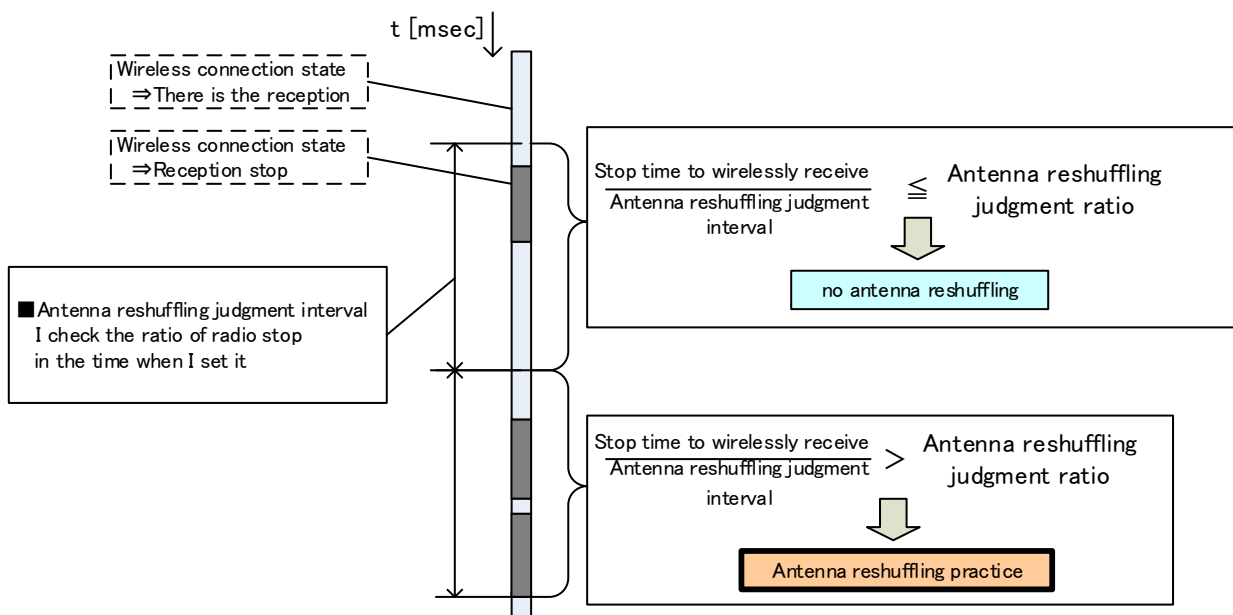 t [msec]
Wireless connection state
⇒There is the reception
Wireless connection state
⇒Reception stop
■Antenna reshuffling judgment interval
I check the ratio of radio stop
in the time when I set it
Stop time to wirelessly receive
Antenna reshuffling judgment
interval
≦
Antenna reshuffling
judgment ratio
no antenna reshuffling
Stop time to wirelessly receive
Antenna reshuffling judgment
interval
>
Antenna reshuffling
judgment ratio
Antenna reshuffling practice